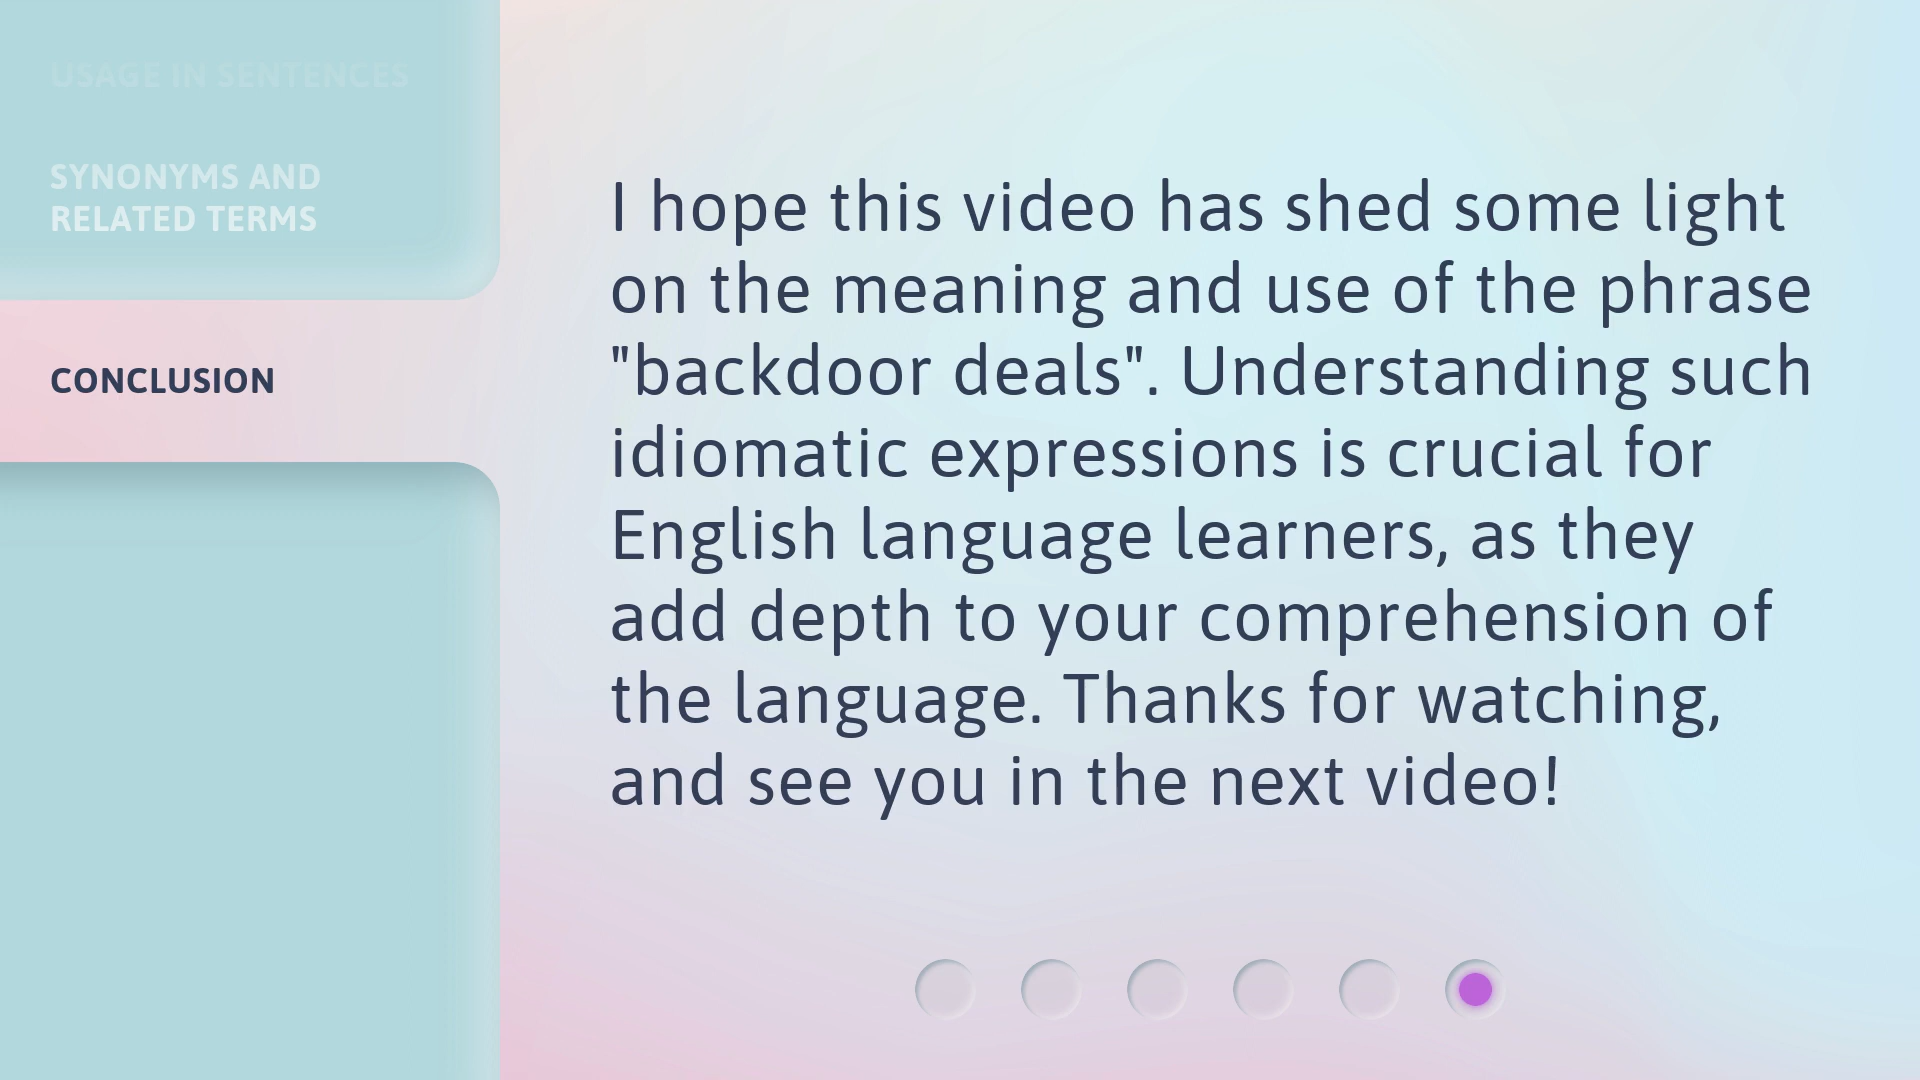 USAGE IN SENTENCES
SYNONYMS AND
RELATED TERMS
CONCLUSION
I hope this video has shed some light
on the meaning and use of the phrase
"backdoor deals". Understanding such
idiomatic expressions is crucial for
English language learners, as they
add depth to your comprehension of
the language. Thanks for watching,
and see you in the next video!